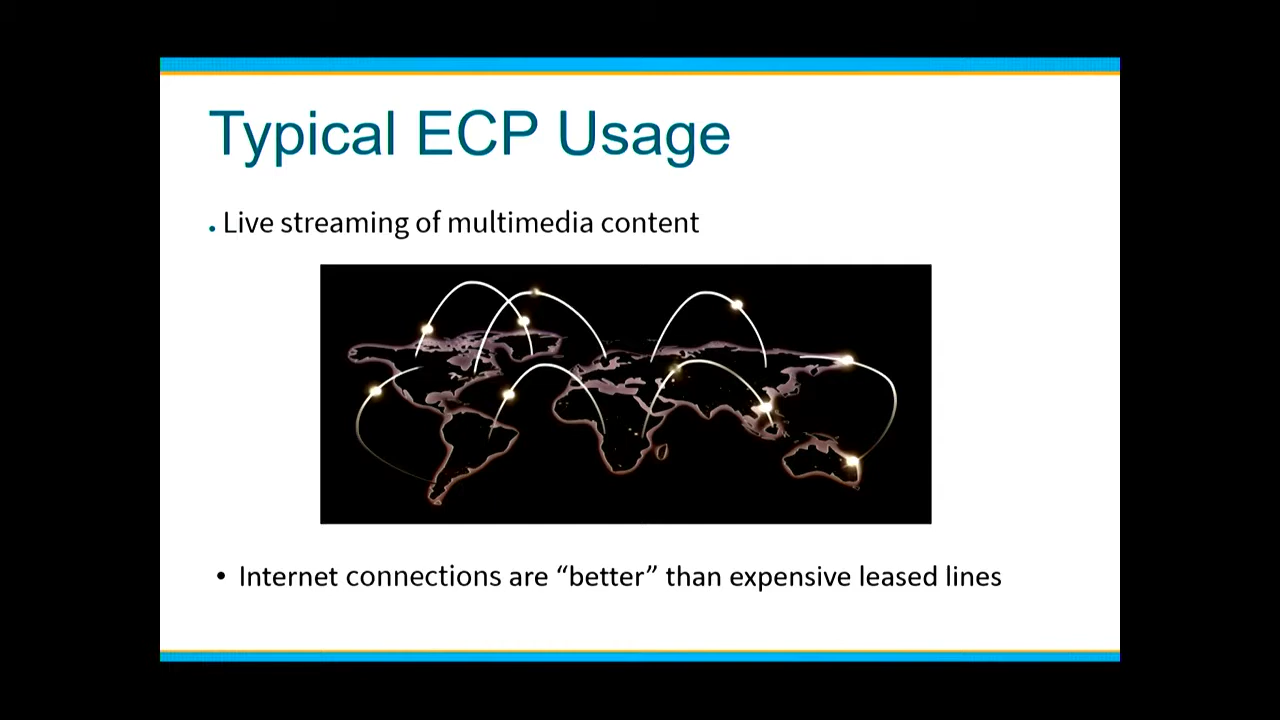 Typical ECP Usage
• Live streaming of multimedia content
• Internet connections are “better” than expensive leased lines